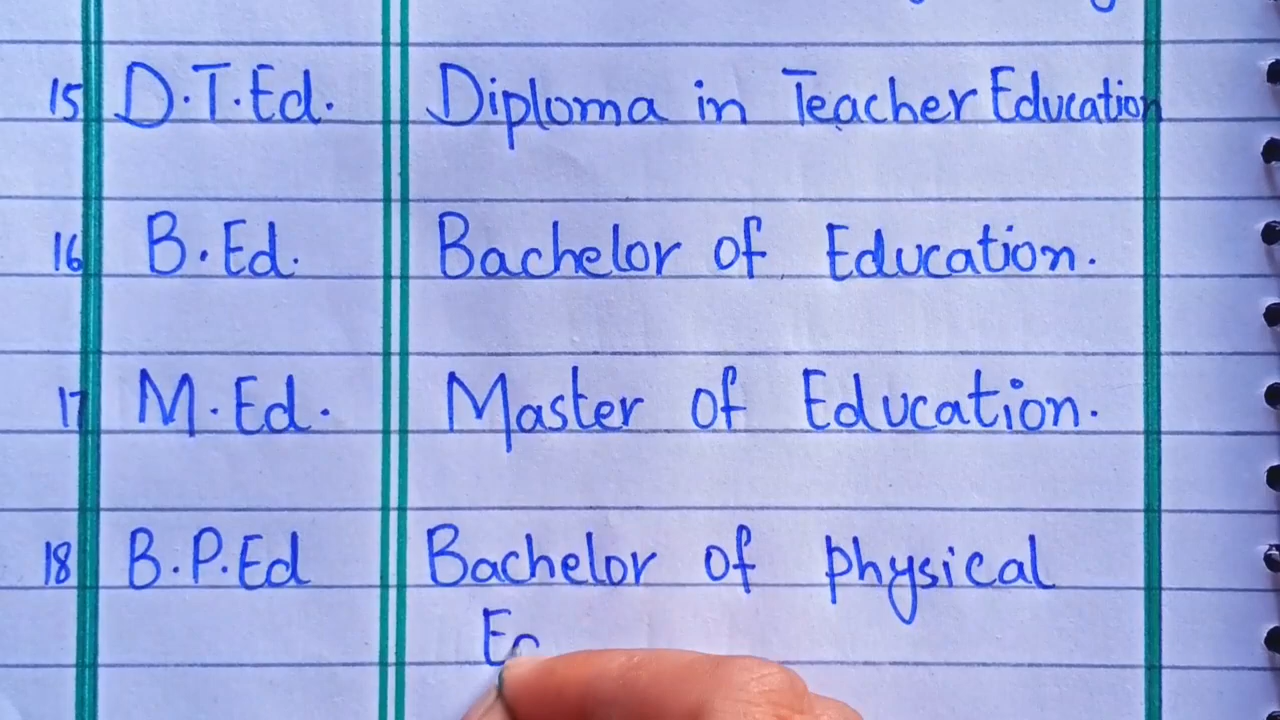 15 D.T.Ed. Diploma in Teacher Education
16 B.Ed. Bachelor of Education.
17 M.Ed. Master of Education.
18 B.P.Ed Bachelor of physical